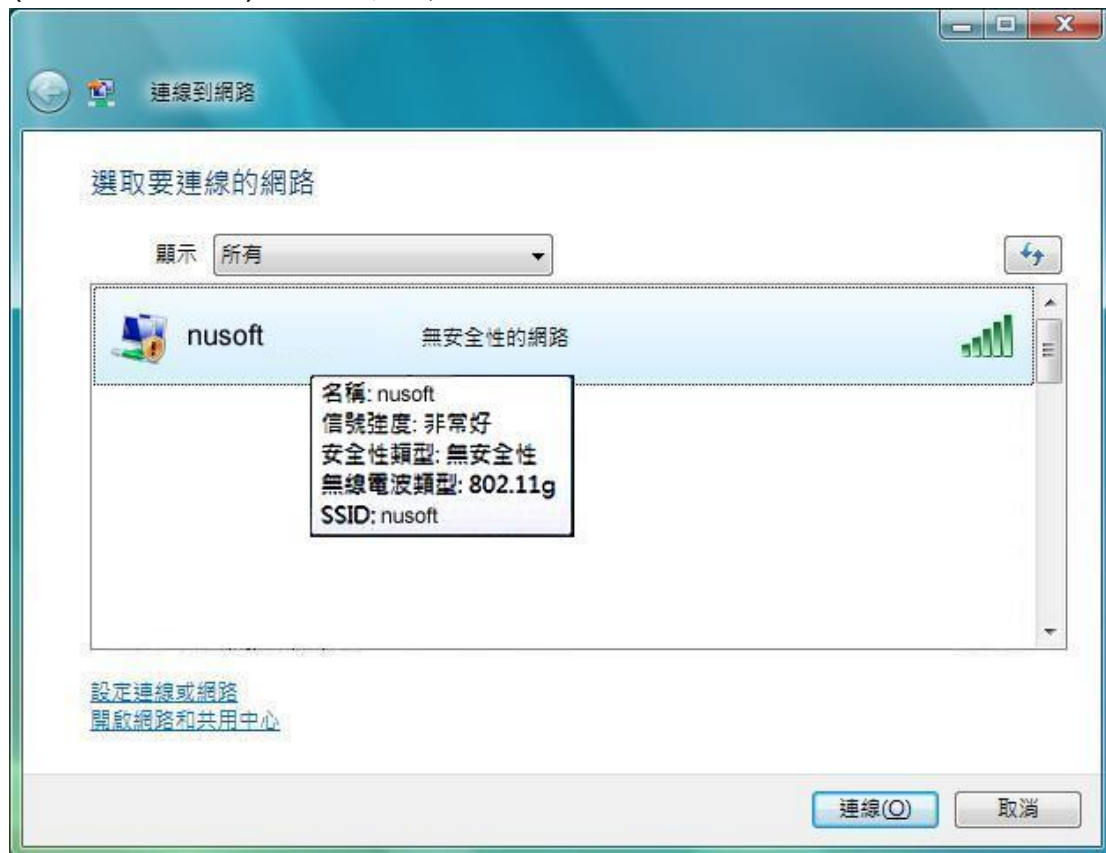 連線到網路
選取要連線的網路
顯示 所有
nusoft 無安全性的網路
名稱: nusoft
信號強度: 非常好
安全性類型: 無安全性
無線電波類型: 802.11g
SSID: nusoft
設定連線或網路
開啟網路和共用中心
連線(O) 取消